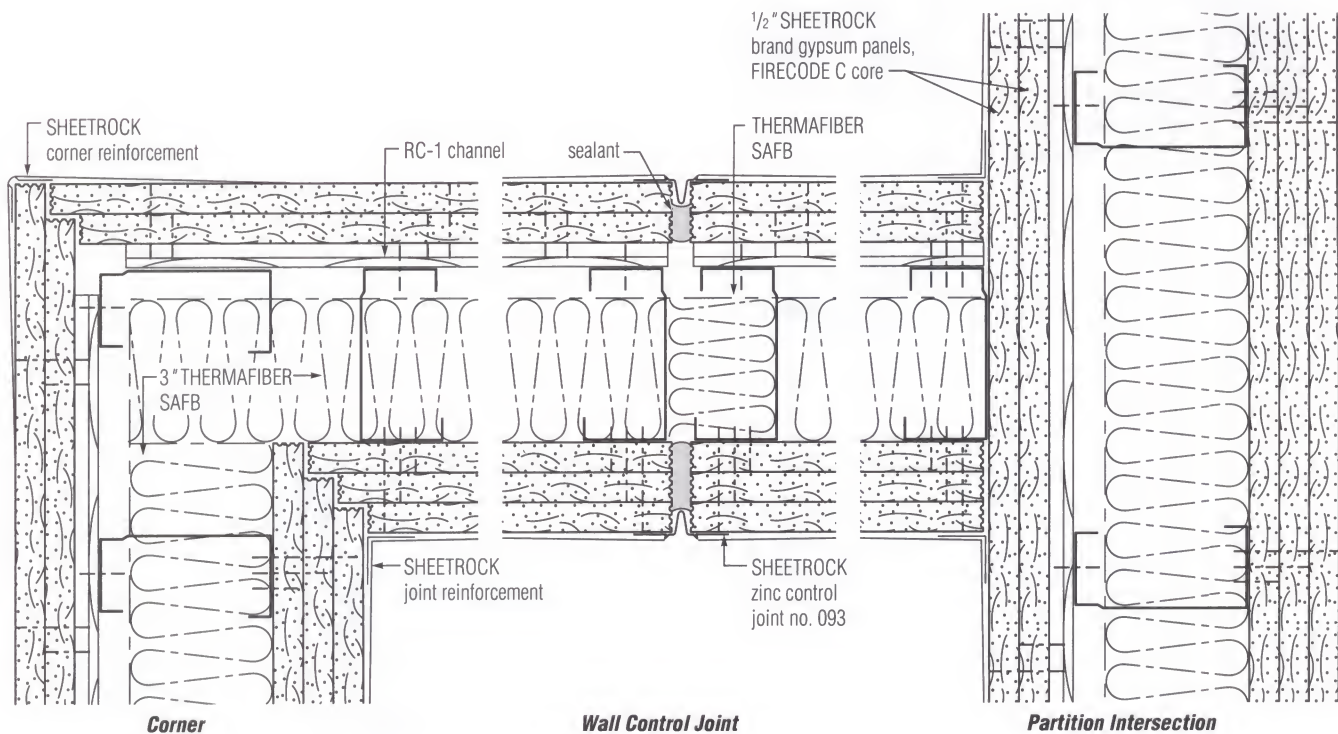 1/2" SHEETROCK
brand gypsum panels,
FIRECODE C core
SHEETROCK
corner reinforcement
RC-1 channel
sealant
THERMAFIBER
SAFB
3" THERMAFIBER
SAFB
SHEETROCK
joint reinforcement
SHEETROCK
zinc control
joint no. 093
Corner
Wall Control Joint
Partition Intersection